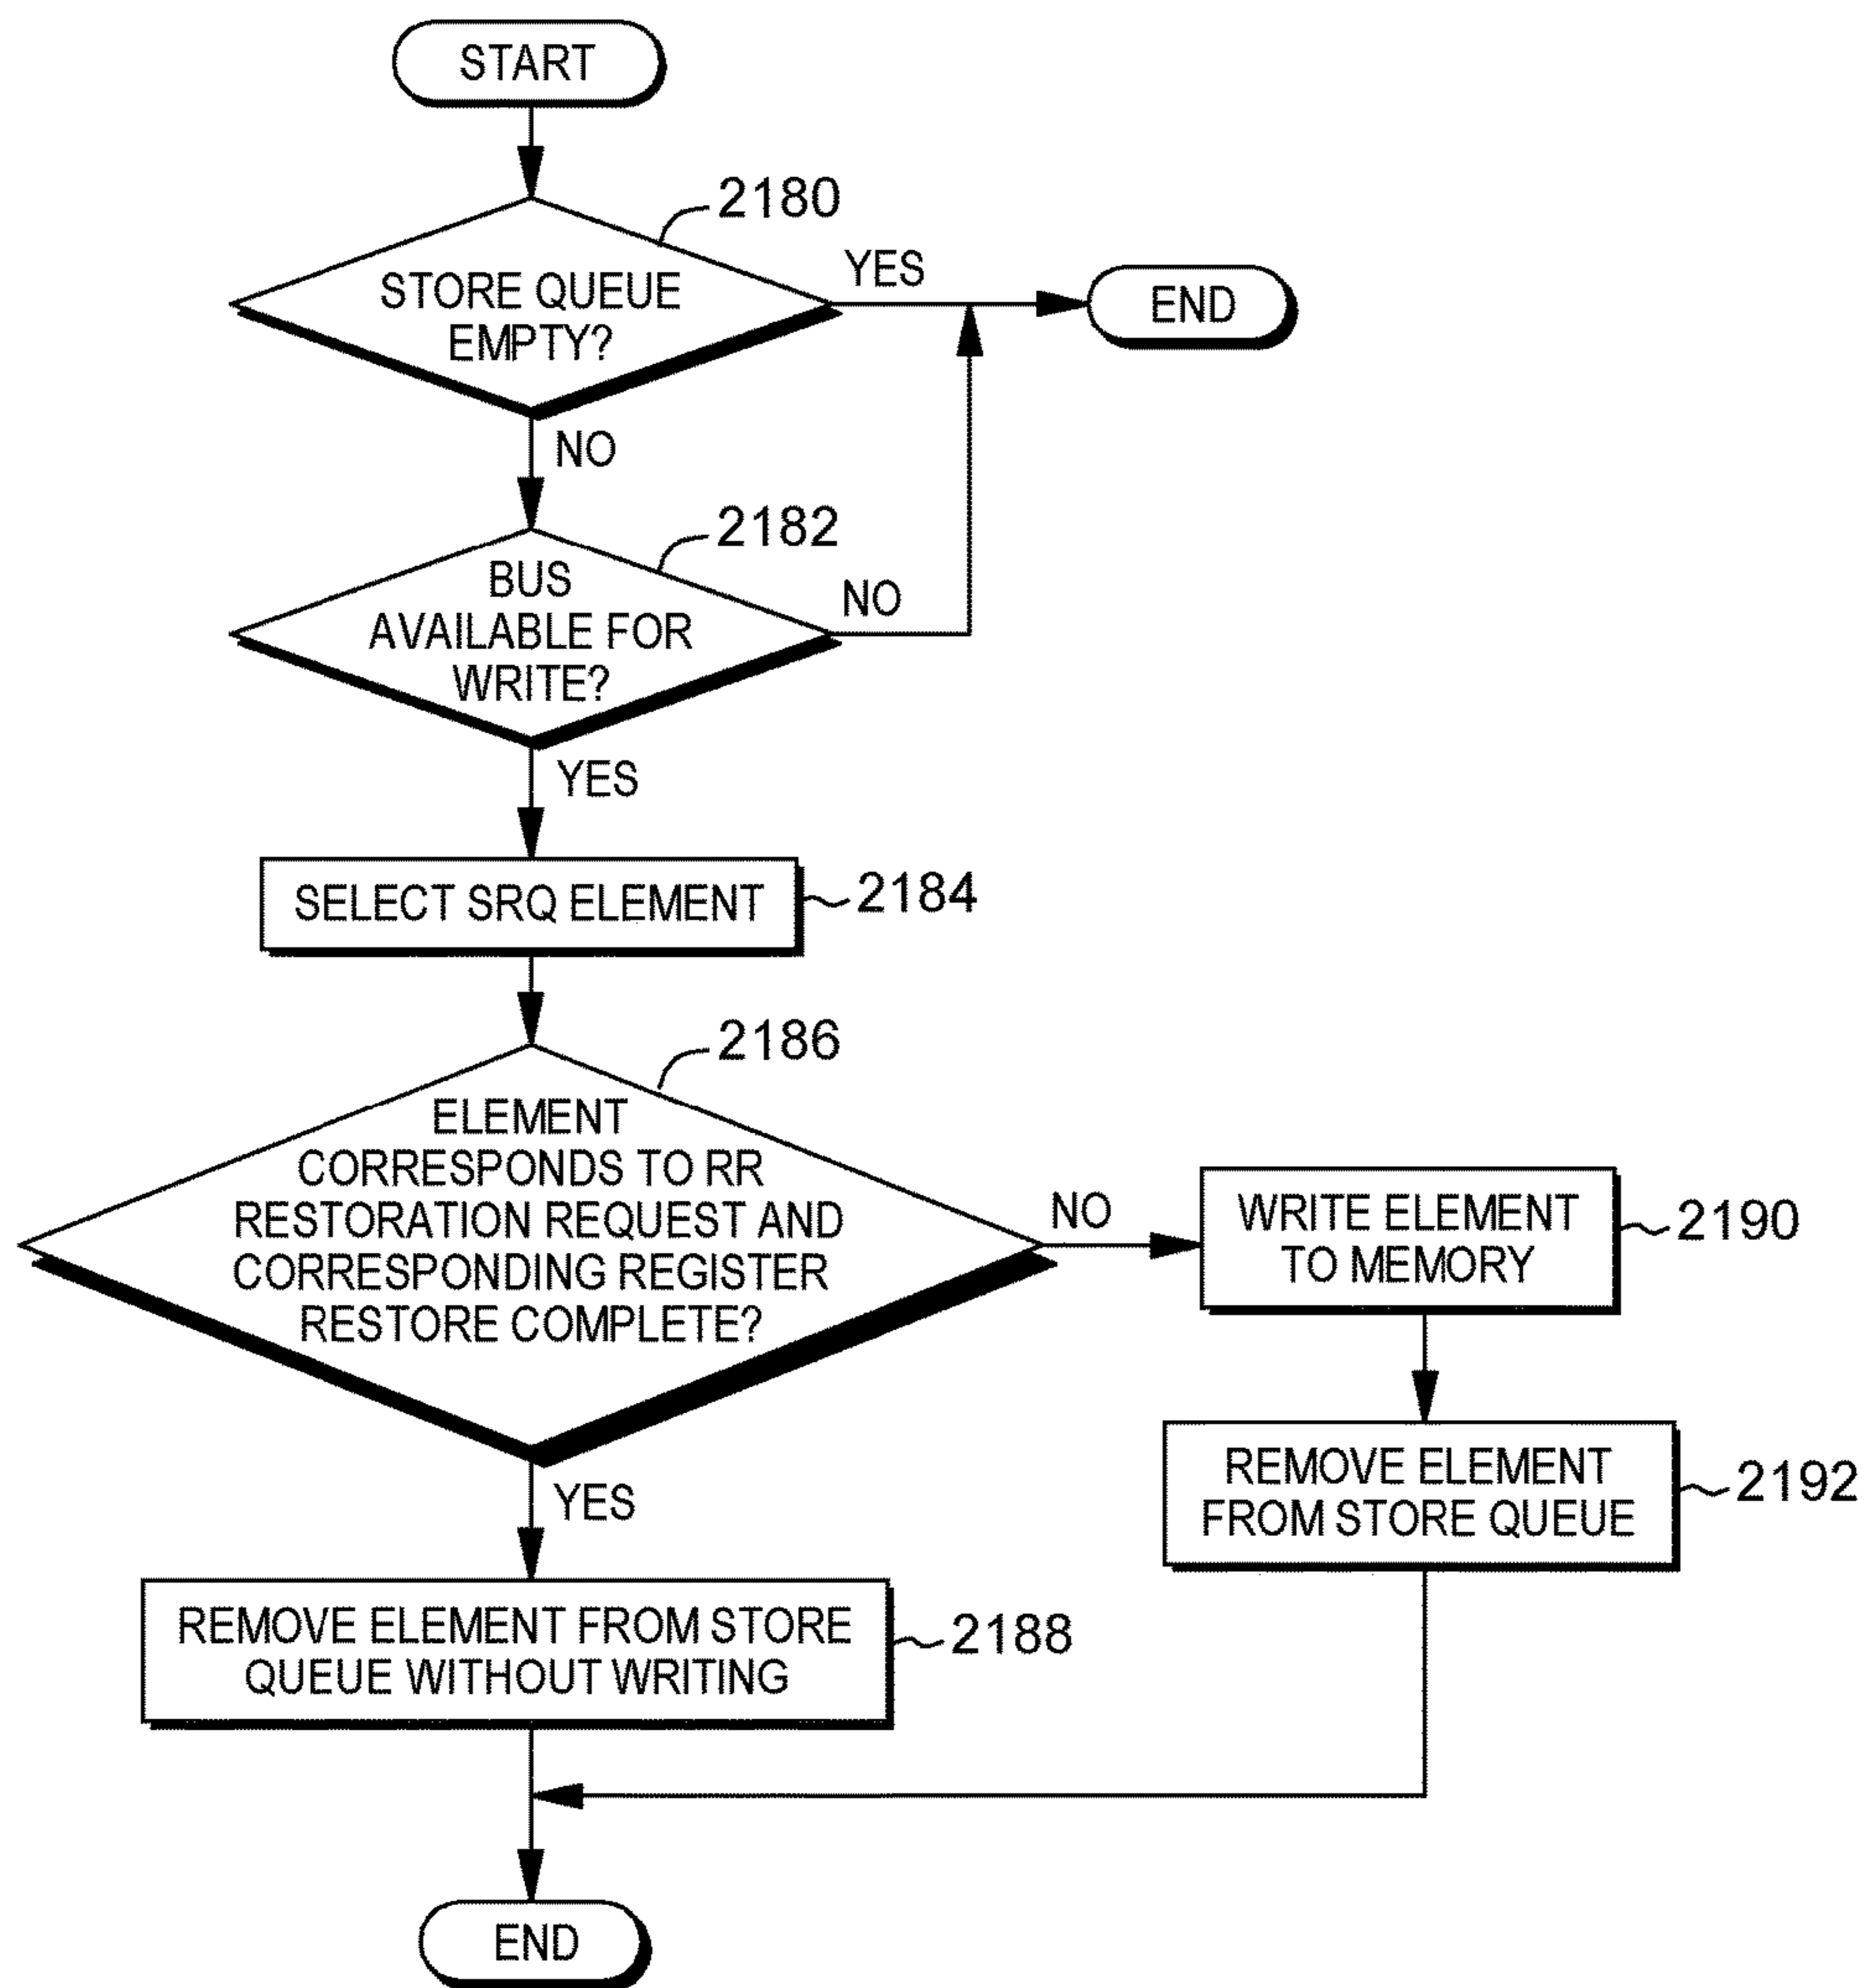 START
2180
STORE QUEUE
EMPTY?
YES
END
NO
2182
BUS
AVAILABLE FOR
WRITE?
NO
YES
SELECT SRQ ELEMENT
2184
2186
ELEMENT
CORRESPONDS TO RR
RESTORATION REQUEST AND
CORRESPONDING REGISTER
RESTORE COMPLETE?
NO
WRITE ELEMENT
TO MEMORY
2190
YES
REMOVE ELEMENT
FROM STORE QUEUE
2192
REMOVE ELEMENT FROM STORE
QUEUE WITHOUT WRITING
2188
END